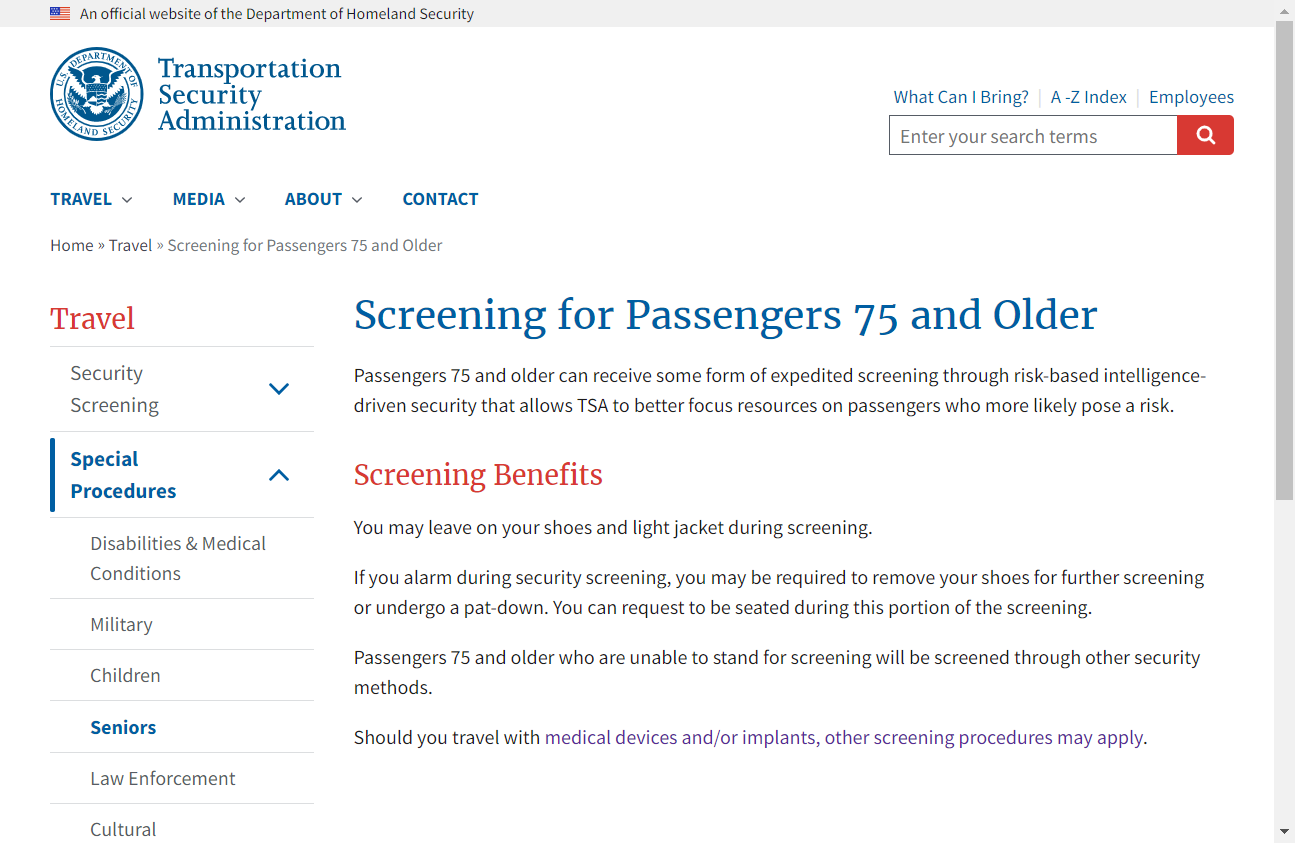 An official website of the Department of Homeland Security
U.S. DEPARTMENT OF HOMELAND SECURITY
Transportation
Security
Administration
What Can I Bring? | A -Z Index | Employees
Enter your search terms
TRAVEL MEDIA ABOUT CONTACT
Home » Travel » Screening for Passengers 75 and Older
Travel
Security
Screening
Special
Procedures
Disabilities & Medical
Conditions
Military
Children
Seniors
Law Enforcement
Cultural
Screening for Passengers 75 and Older
Passengers 75 and older can receive some form of expedited screening through risk-based intelligence-
driven security that allows TSA to better focus resources on passengers who more likely pose a risk.
Screening Benefits
You may leave on your shoes and light jacket during screening.
If you alarm during security screening, you may be required to remove your shoes for further screening
or undergo a pat-down. You can request to be seated during this portion of the screening.
Passengers 75 and older who are unable to stand for screening will be screened through other security
methods.
Should you travel with medical devices and/or implants, other screening procedures may apply.